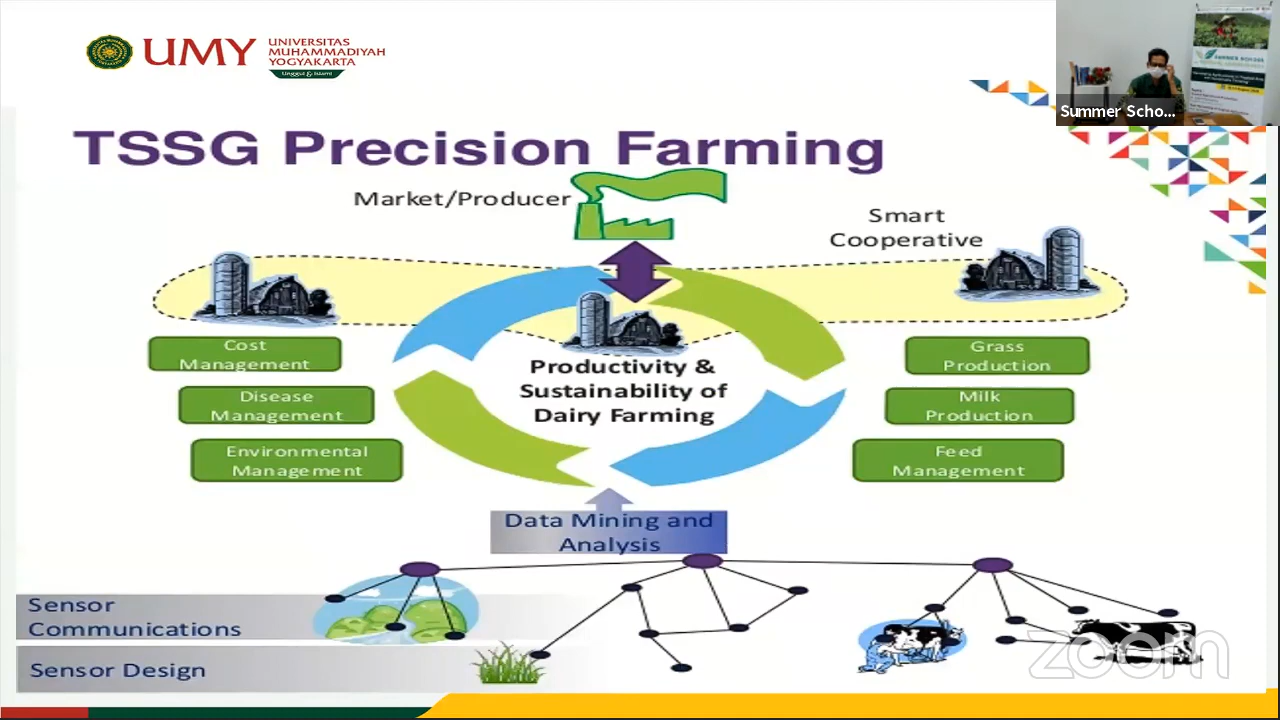 UMY
UNIVERSITAS
MUHAMMADIYAH
YOGYAKARTA
Unggul & Islami
Summer Scho...
TSSG Precision Farming
Market/Producer
Smart
Cooperative
Cost
Management
Disease
Management
Environmental
Management
Productivity &
Sustainability of
Dairy Farming
Grass
Production
Milk
Production
Feed
Management
Data Mining and
Analysis
Sensor
Communications
Sensor Design
zoom